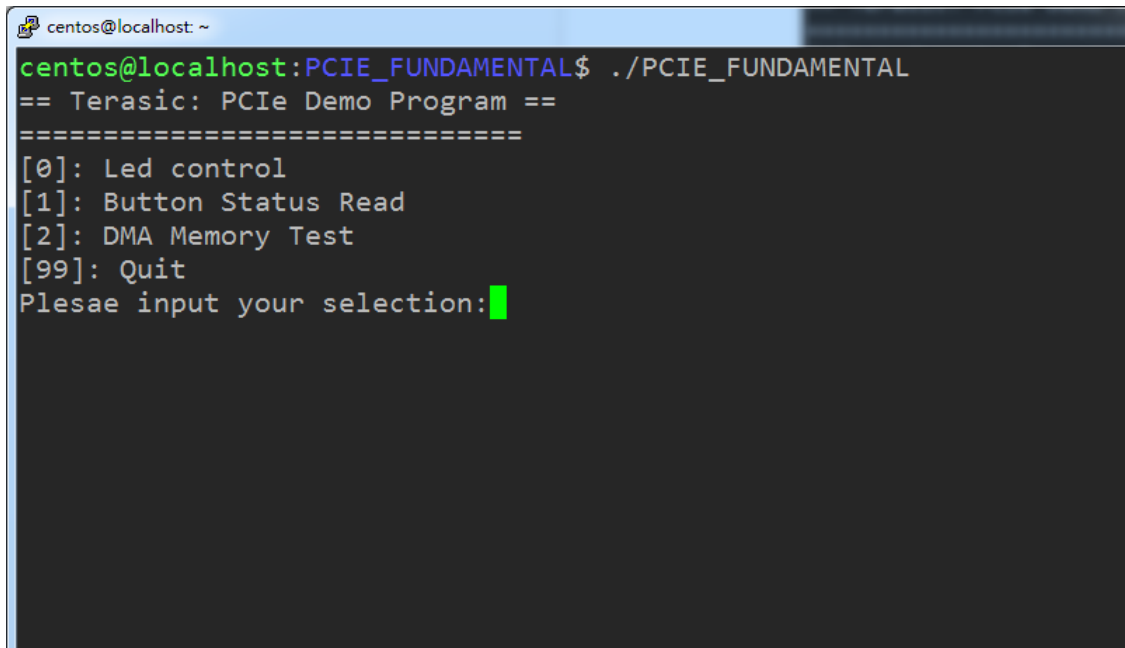 centos@localhost: ~
centos@localhost:PCIE_FUNDAMENTAL$ ./PCIE_FUNDAMENTAL
== Terasic: PCIe Demo Program ==
==============================
[0]: Led control
[1]: Button Status Read
[2]: DMA Memory Test
[99]: Quit
Plesae input your selection: